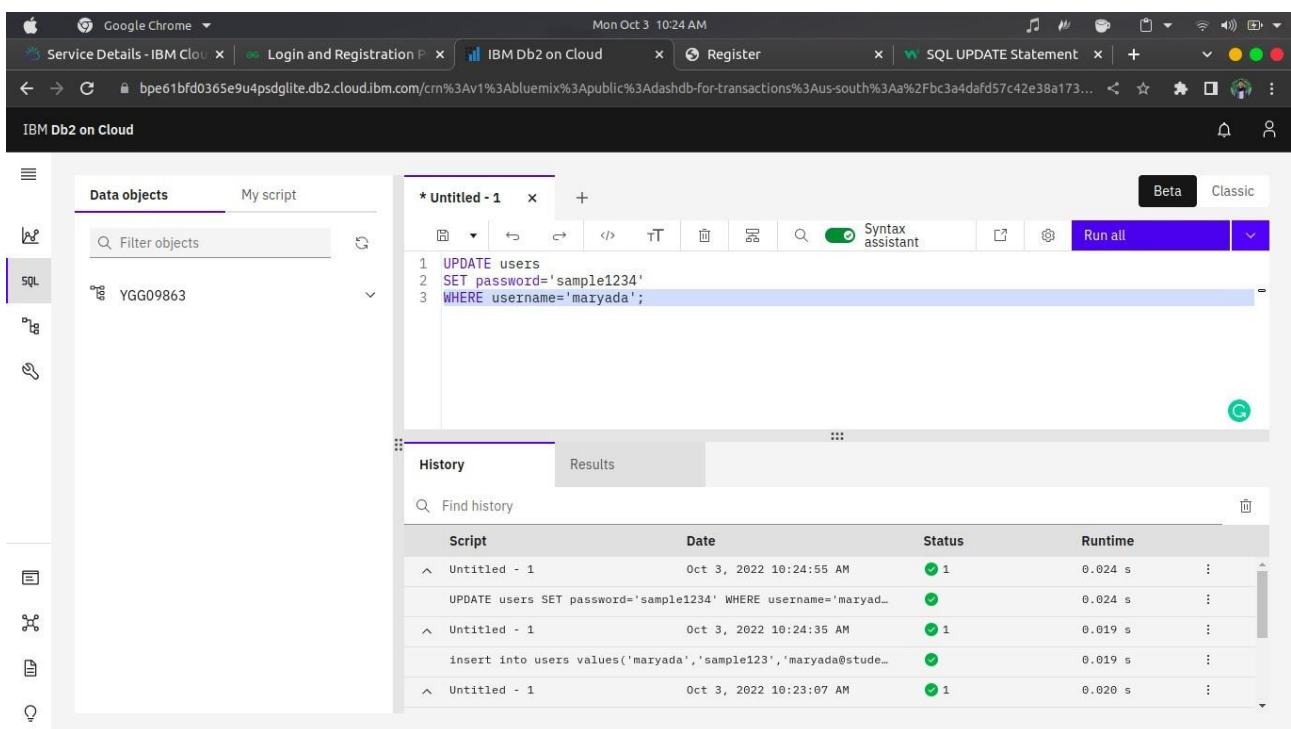 Google Chrome
Mon Oct 3 10:24 AM
Service Details - IBM Clou
Login and Registration P
IBM Db2 on Cloud
Register
SQL UPDATE Statement
bpe61bfd0365e9u4psdglite.db2.cloud.ibm.com/crn%3Av1%3Abluemix%3Apublic%3Adashdb-for-transactions%3Aus-south%3Aa%2Fbc3a4dafd57c42e38a173...
IBM Db2 on Cloud
Data objects
My script
* Untitled - 1
Beta
Classic
Filter objects
Syntax assistant
Run all
SQL
YGG09863
1 UPDATE users
2 SET password='sample1234'
3 WHERE username='maryada';
History
Results
Find history
Script Date Status Runtime
Untitled - 1 Oct 3, 2022 10:24:55 AM 1 0.024 s
UPDATE users SET password='sample1234' WHERE username='maryad… 0.024 s
Untitled - 1 Oct 3, 2022 10:24:35 AM 1 0.019 s
insert into users values('maryada','sample123','maryada@stude… 0.019 s
Untitled - 1 Oct 3, 2022 10:23:07 AM 1 0.020 s